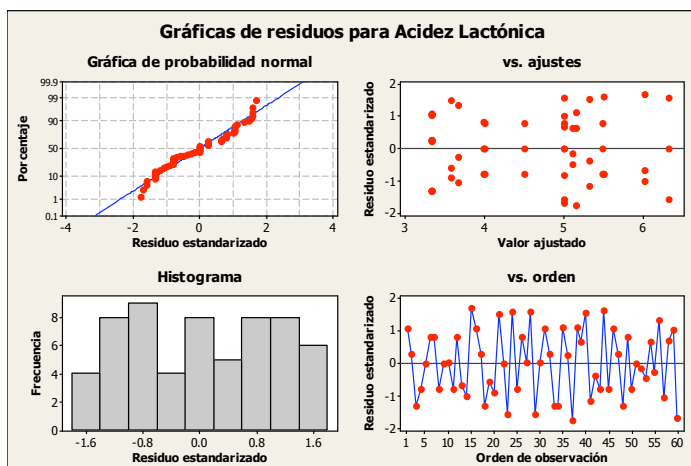 Gráficas de residuos para Acidez Lactónica
Gráfica de probabilidad normal
99.9
99
90
50
10
1
0.1
Porcentaje
-4 -2 0 2 4
Residuo estandarizado
vs. ajustes
2
1
0
-1
-2
Residuo estandarizado
3 4 5 6
Valor ajustado
Histograma
8
6
4
2
0
Frecuencia
-1.6 -0.8 0.0 0.8 1.6
Residuo estandarizado
vs. orden
2
1
0
-1
-2
Residuo estandarizado
1 5 10 15 20 25 30 35 40 45 50 55 60
Orden de observación